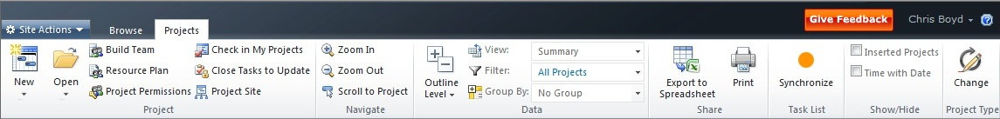 Give Feedback
Chris Boyd
Site Actions Browse Projects
New
Open
Build Team
Resource Plan
Project Permissions
Check in My Projects
Close Tasks to Update
Project Site
Project
Zoom In
Zoom Out
Scroll to Project
Navigate
Outline
Level
View: Summary
Filter: All Projects
Group By: No Group
Data
Export to
Spreadsheet
Print
Share
Synchronize
Task List
Inserted Projects
Time with Date
Show/Hide
Change
Project Type